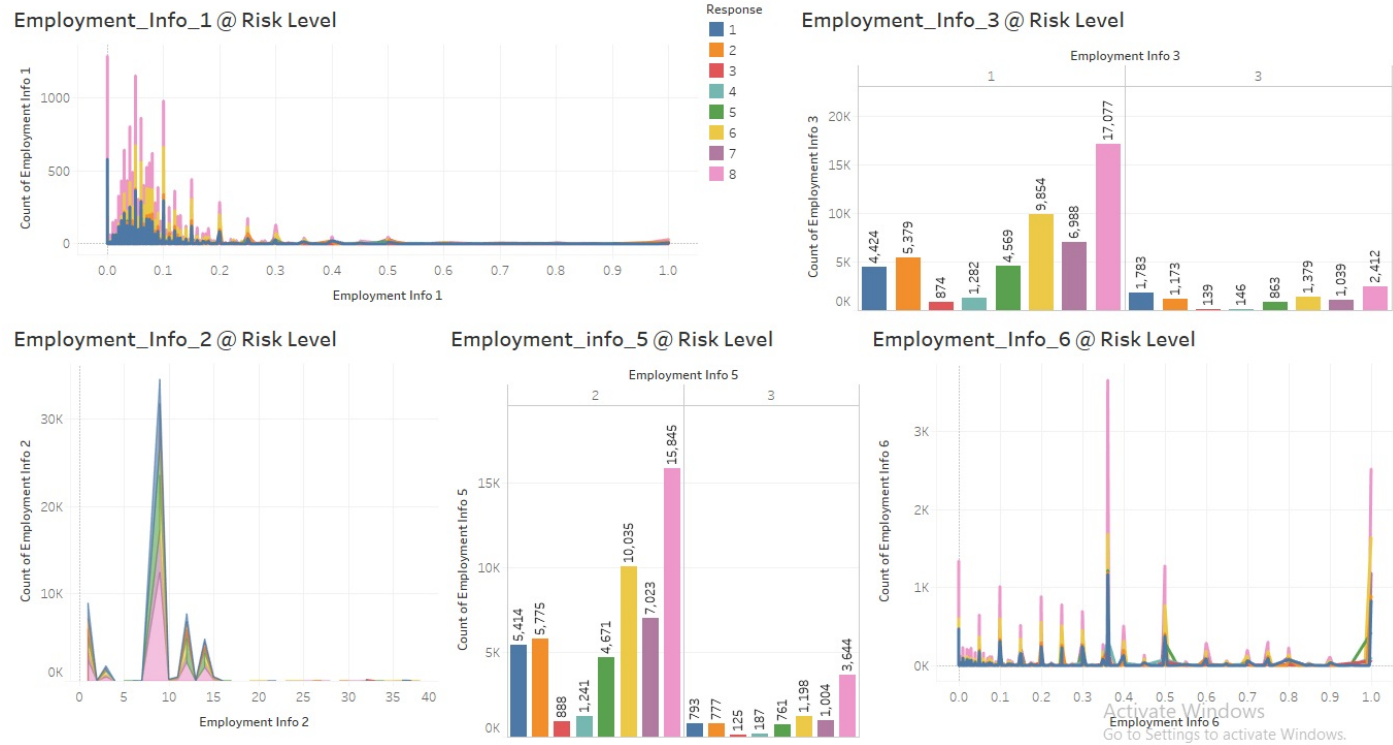 Employment_Info_1 @ Risk Level
Count of Employment Info 1
1000
500
0
0.0 0.1 0.2 0.3 0.4 0.5 0.6 0.7 0.8 0.9 1.0
Employment Info 1
Response
1
2
3
4
5
6
7
8
Employment_Info_3 @ Risk Level
Employment Info 3
1 3
Count of Employment Info 3
20K
15K
10K
5K
0K
4,424 5,379 874 1,282 4,569 9,854 6,988 17,077 1,783 1,173 139 146 863 1,379 1,039 2,412
Employment_Info_2 @ Risk Level
Count of Employment Info 2
30K
20K
10K
0K
0 5 10 15 20 25 30 35 40
Employment Info 2
Employment_info_5 @ Risk Level
Employment Info 5
2 3
Count of Employment Info 5
15K
10K
5K
0K
5,414 5,775 888 1,241 4,671 10,035 7,023 15,845 793 777 125 187 761 1,198 1,004 3,644
Employment_Info_6 @ Risk Level
Count of Employment Info 6
3K
2K
1K
0K
0.0 0.1 0.2 0.3 0.4 0.5 0.6 0.7 0.8 0.9 1.0
Employment Info 6
Activate Windows
Go to Settings to activate Windows.